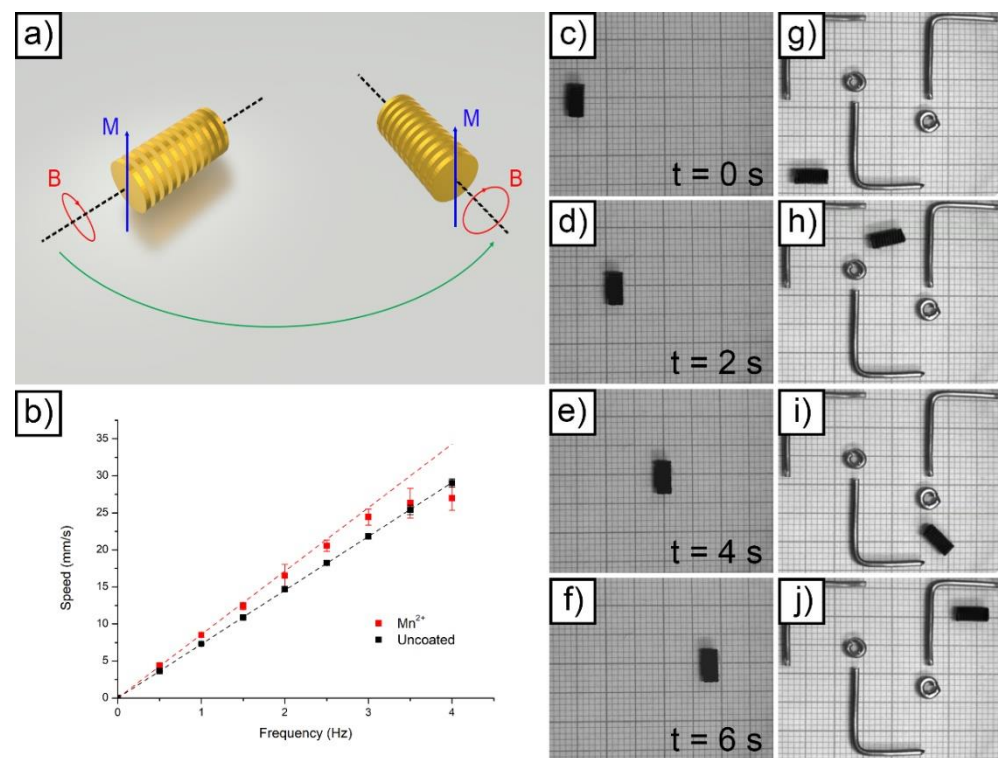 a)
M
B
M
B
b)
35
30
25
20
15
10
5
0
Speed (mm/s)
Mn²⁺
Uncoated
0
1
2
3
4
Frequency (Hz)
c)
t = 0 s
d)
t = 2 s
e)
t = 4 s
f)
t = 6 s
g)
h)
i)
j)